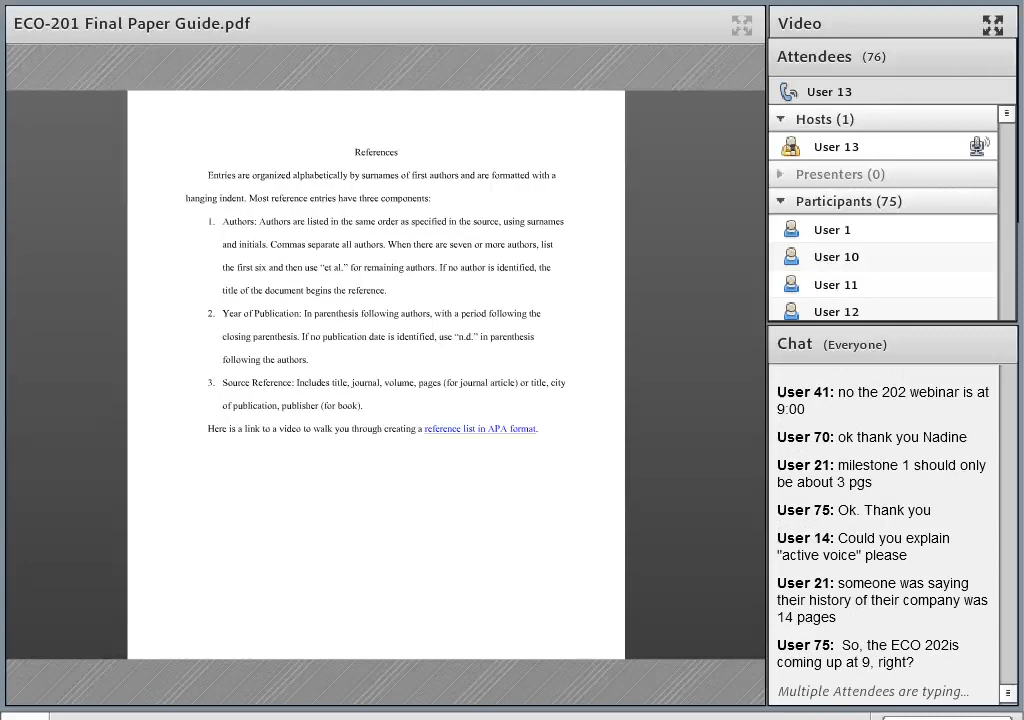 ECO-201 Final Paper Guide.pdf
References
Entries are organized alphabetically by surnames of first authors and are formatted with a
hanging indent. Most reference entries have three components:
1. Authors: Authors are listed in the same order as specified in the source, using surnames
and initials. Commas separate all authors. When there are seven or more authors, list
the first six and then use “et al.” for remaining authors. If no author is identified, the
title of the document begins the reference.
2. Year of Publication: In parenthesis following authors, with a period following the
closing parenthesis. If no publication date is identified, use “n.d.” in parenthesis
following the authors.
3. Source Reference: Includes title, journal, volume, pages (for journal article) or title, city
of publication, publisher (for book).
Here is a link to a video to walk you through creating a reference list in APA format.
Video
Attendees (76)
User 13
Hosts (1)
User 13
Presenters (0)
Participants (75)
User 1
User 10
User 11
User 12
Chat (Everyone)
User 41: no the 202 webinar is at
9:00
User 70: ok thank you Nadine
User 21: milestone 1 should only
be about 3 pgs
User 75: Ok. Thank you
User 14: Could you explain
"active voice" please
User 21: someone was saying
their history of their company was
14 pages
User 75: So, the ECO 202is
coming up at 9, right?
Multiple Attendees are typing...